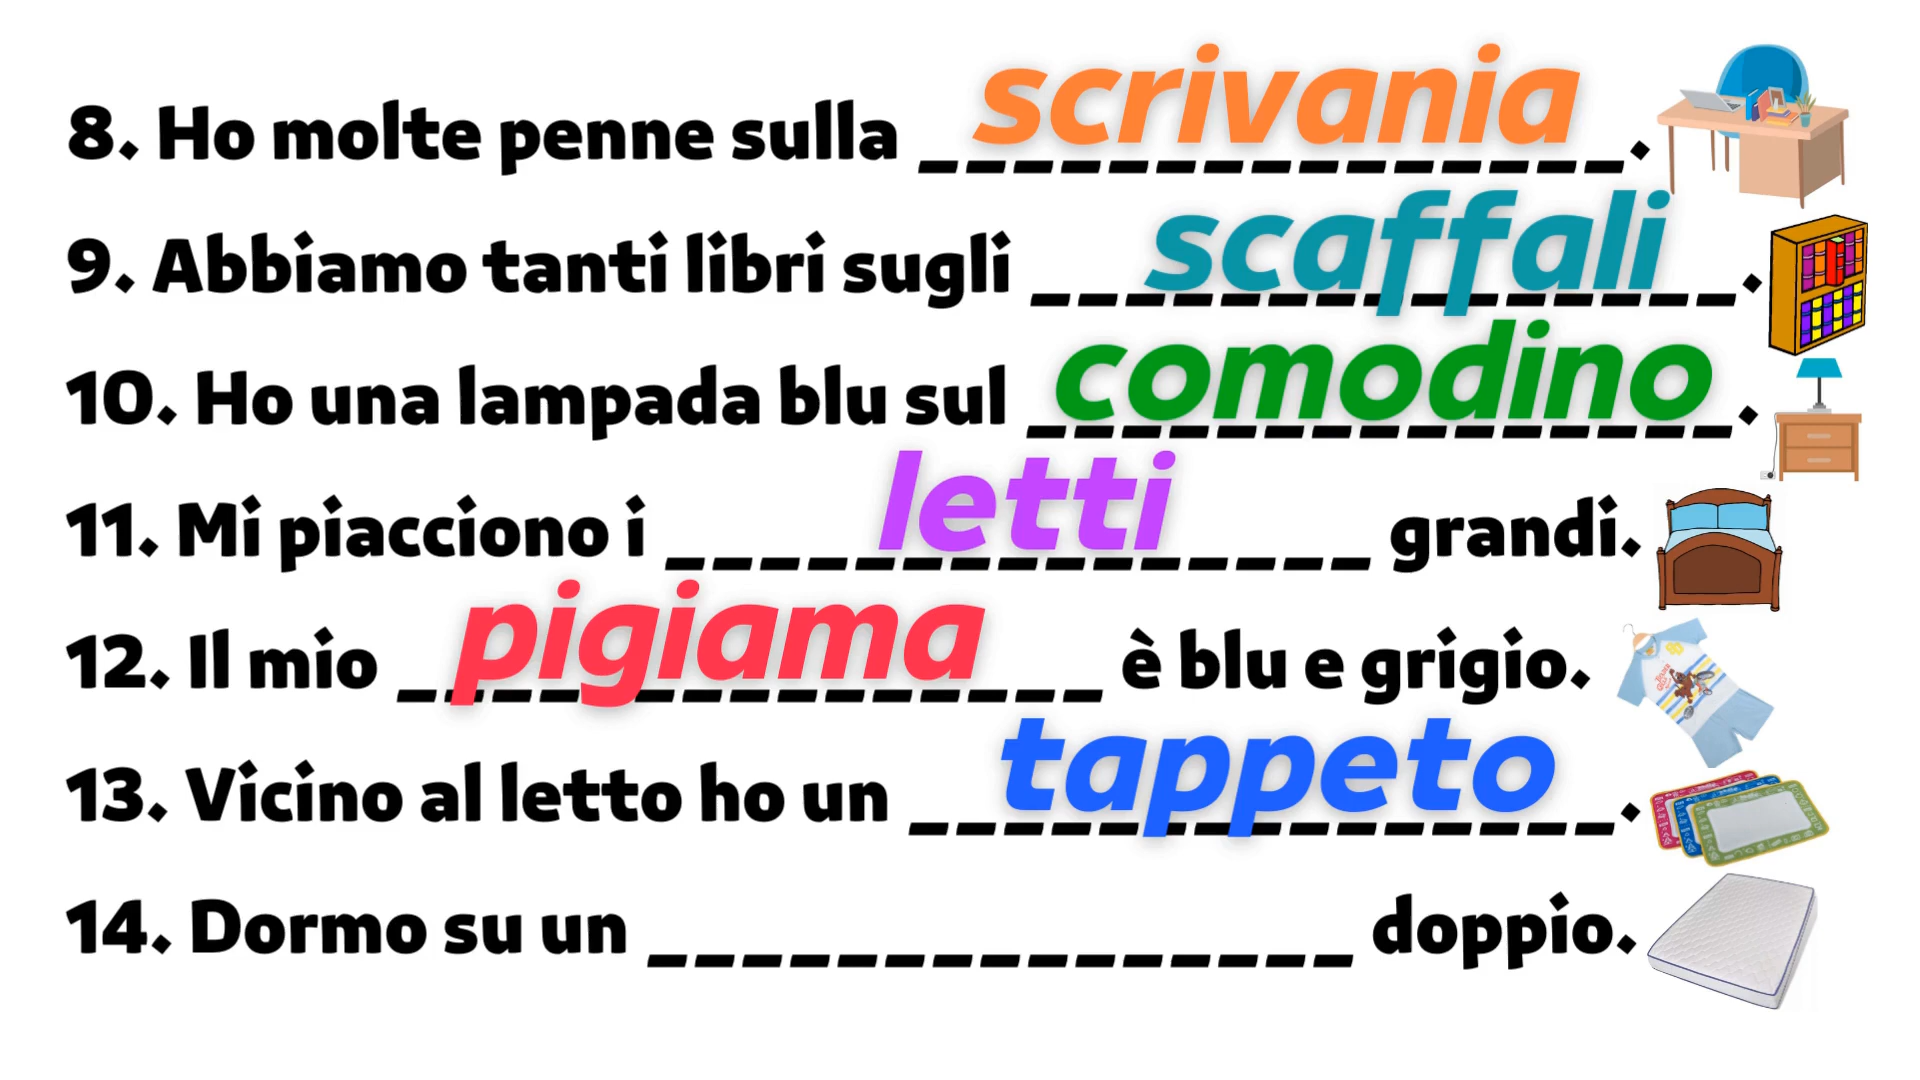 8. Ho molte penne sulla scrivania.
9. Abbiamo tanti libri sugli scaffali.
10. Ho una lampada blu sul comodino.
11. Mi piacciono i letti grandi.
12. Il mio pigiama è blu e grigio.
13. Vicino al letto ho un tappeto.
14. Dormo su un _______________ doppio.